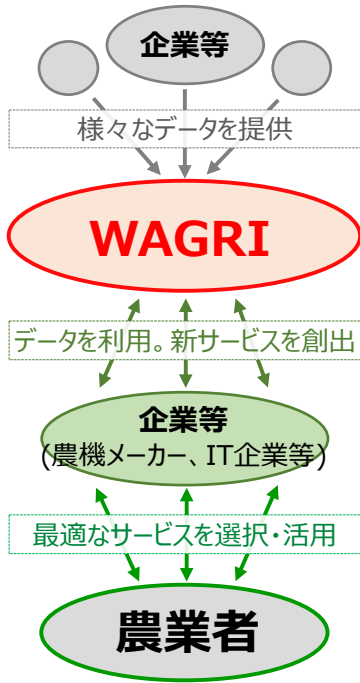 企業等
様々なデータを提供
WAGRI
データを利用。新サービスを創出
企業等
(農機メーカー、IT企業等)
最適なサービスを選択・活用
農業者